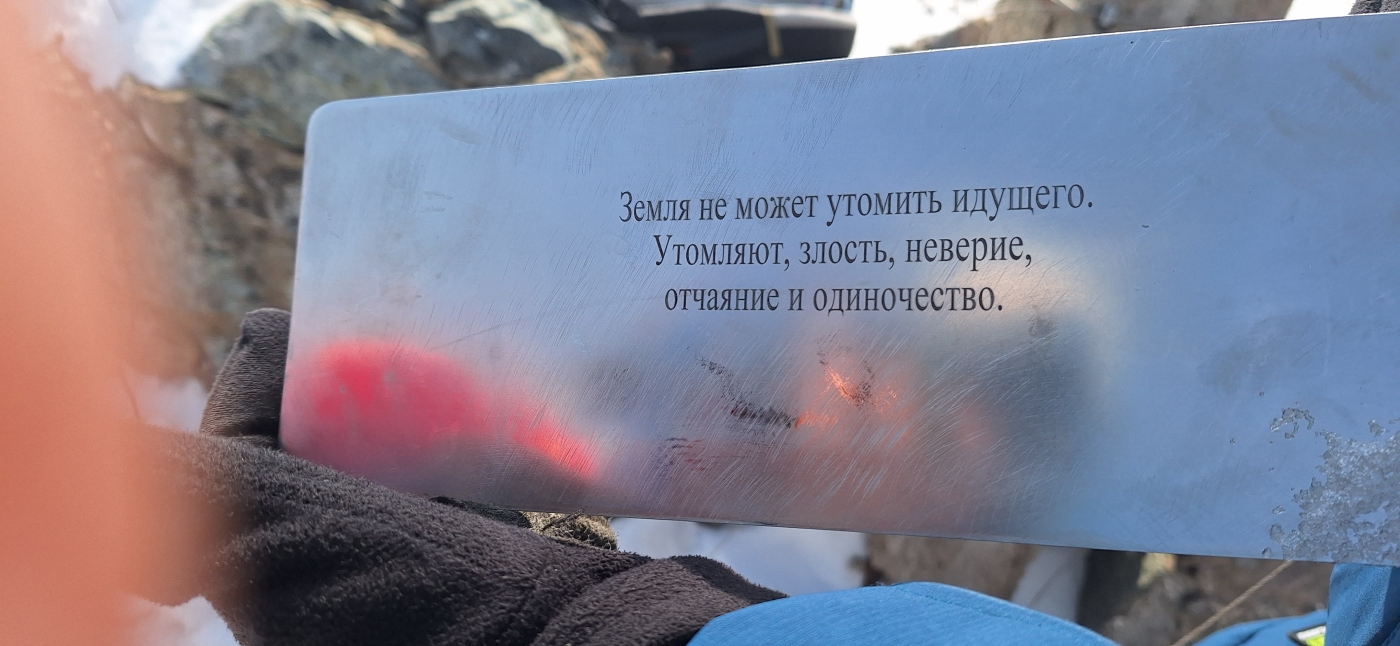 Земля не может утомить идущего.
Утомляют, злость, неверие,
отчаяние и одиночество.